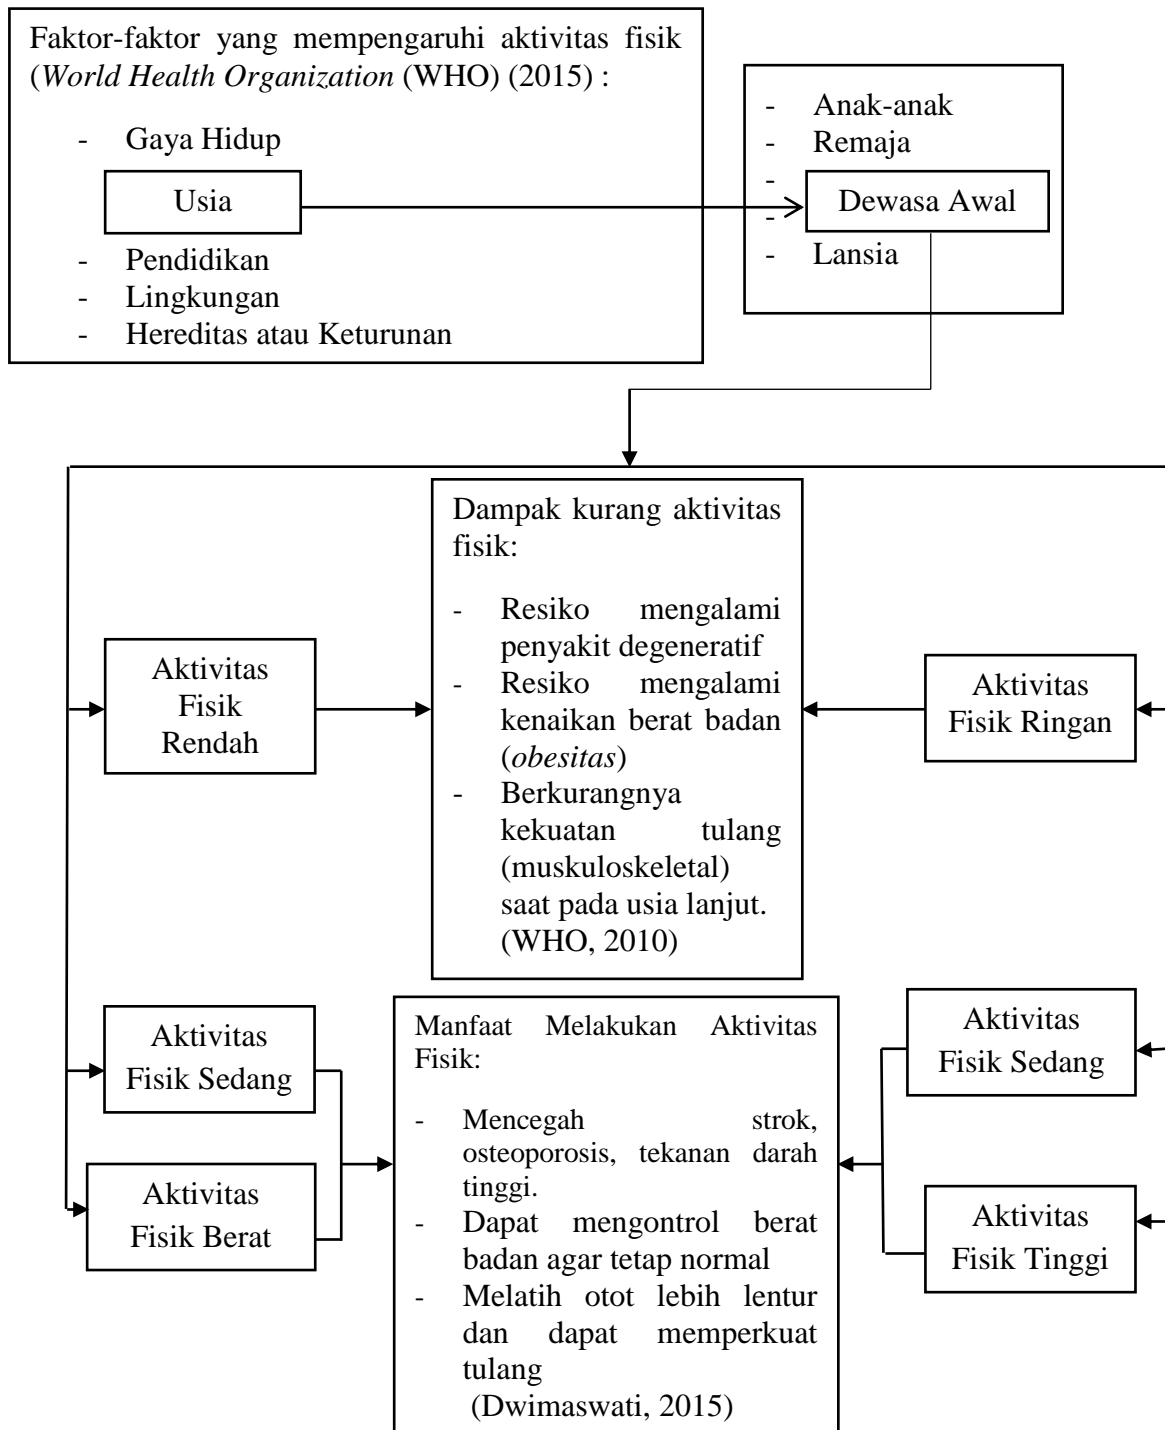 Faktor-faktor yang mempengaruhi aktivitas fisik
(World Health Organization (WHO) (2015) :
- Gaya Hidup
Usia
- Pendidikan
- Lingkungan
- Hereditas atau Keturunan
- Anak-anak
- Remaja
-
Dewasa Awal
-
- Lansia
Dampak kurang aktivitas
fisik:
- Resiko mengalami
penyakit degeneratif
- Resiko mengalami
kenaikan berat badan
(obesitas)
- Berkurangnya
kekuatan tulang
(muskuloskeletal)
saat pada usia lanjut.
(WHO, 2010)
Aktivitas
Fisik
Rendah
Aktivitas
Fisik Ringan
Aktivitas
Fisik Sedang
Aktivitas
Fisik Berat
Manfaat Melakukan Aktivitas
Fisik:
- Mencegah strok,
osteoporosis, tekanan darah
tinggi.
- Dapat mengontrol berat
badan agar tetap normal
- Melatih otot lebih lentur
dan dapat memperkuat
tulang
(Dwimaswati, 2015)
Aktivitas
Fisik Sedang
Aktivitas
Fisik Tinggi